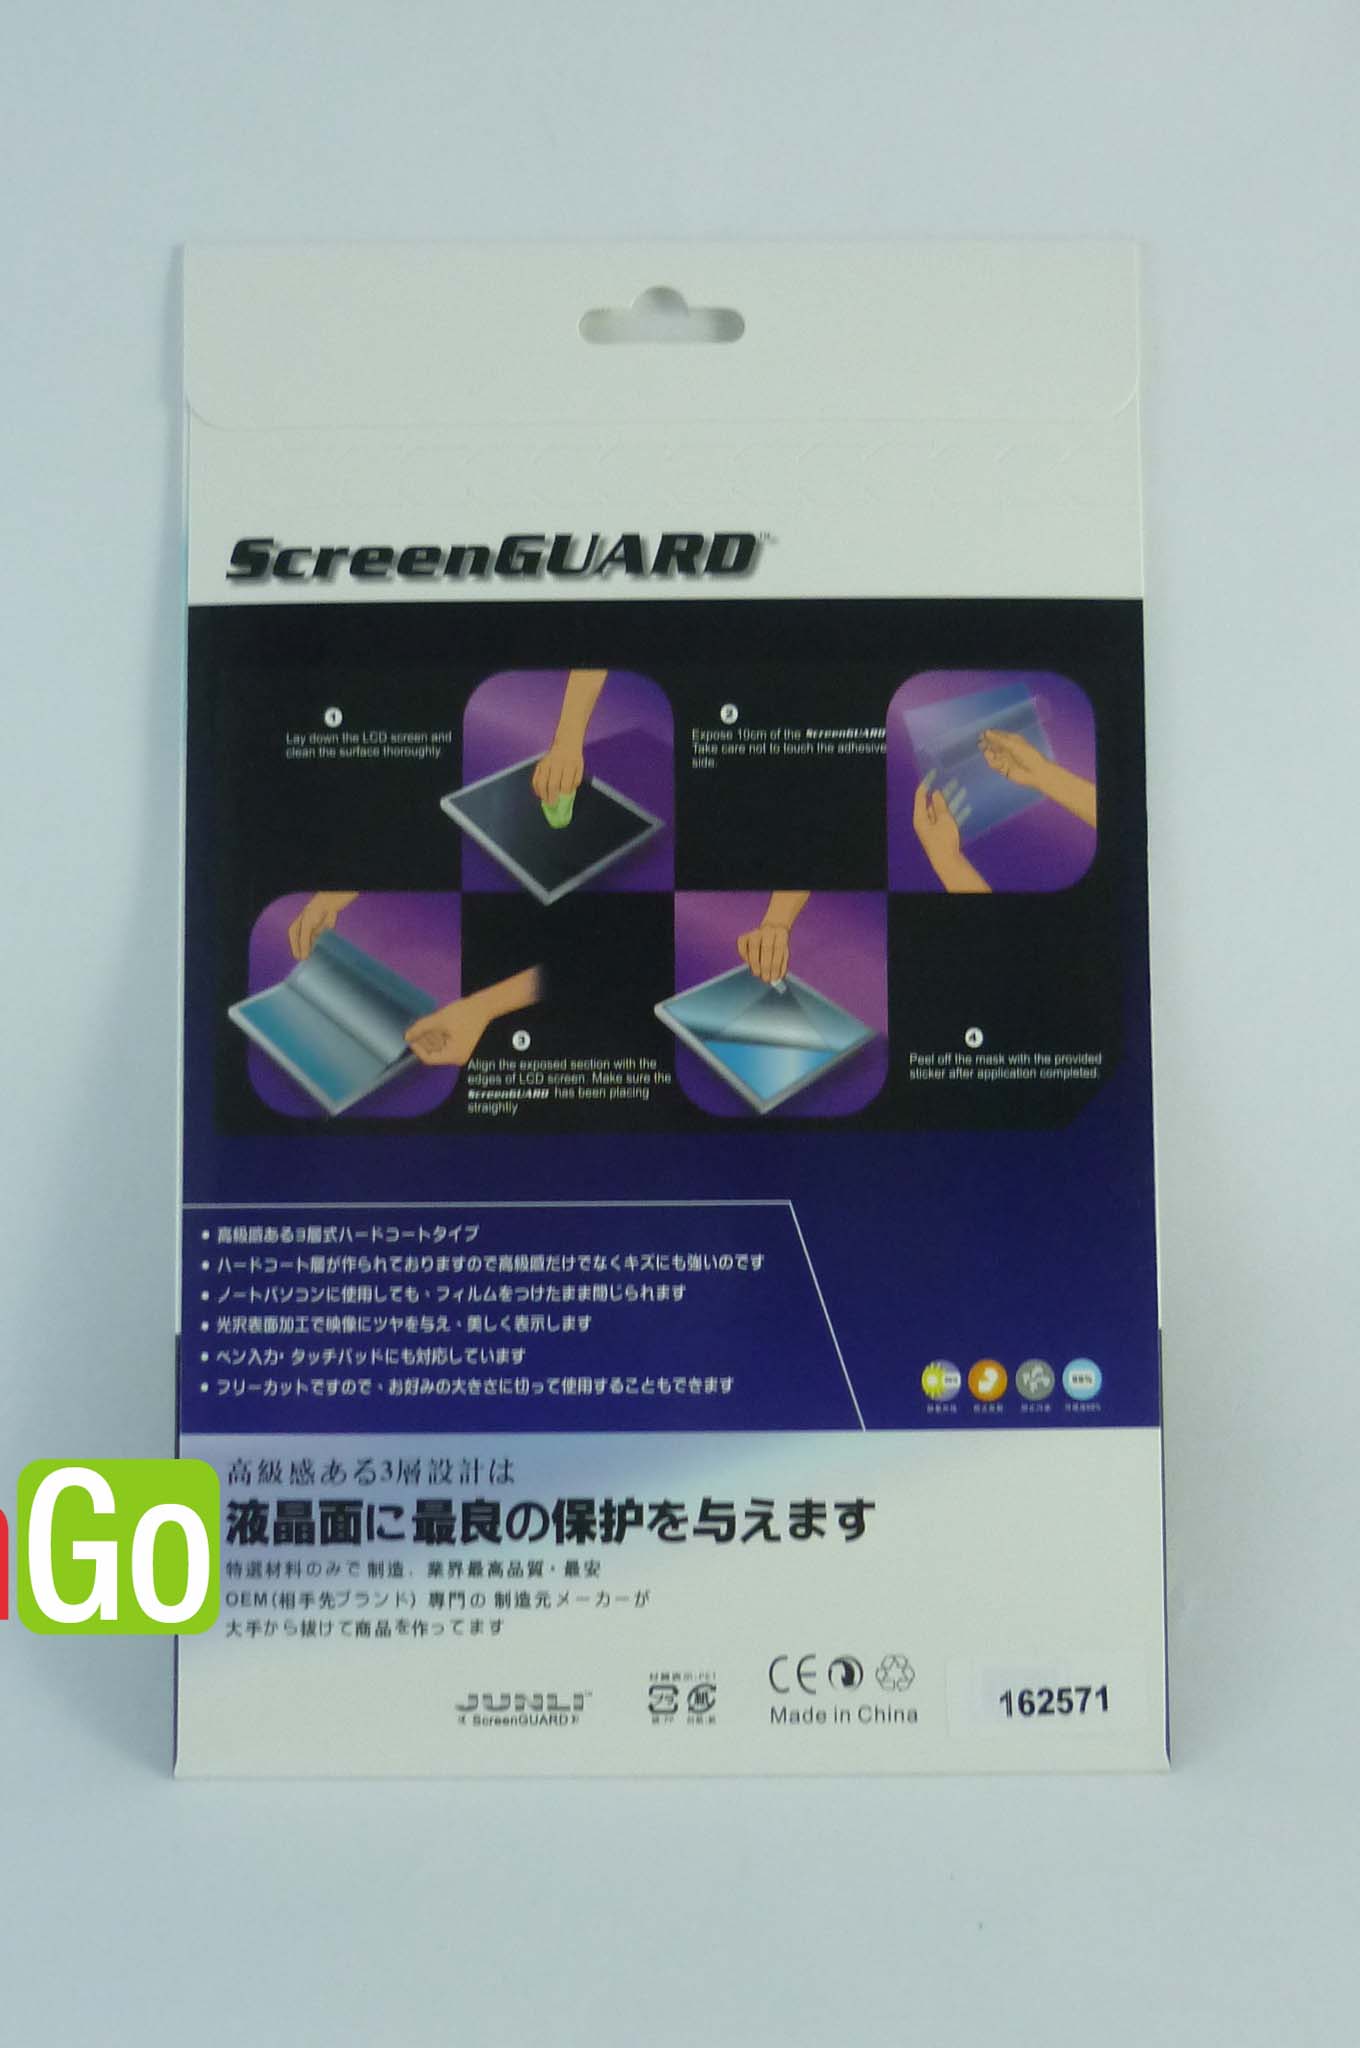 ScreenGUARD™
1
Lay down the LCD screen and
clean the surface thoroughly.
2
Expose 10cm of the ScreenGUARD
Take care not to touch the adhesive
side.
3
Align the exposed section with the
edges of LCD screen. Make sure the
ScreenGUARD has been placing
straightly
4
Peel off the mask with the provided
sticker after application completed.
• 高級感ある3層式ハードコートタイプ
• ハードコート層が作られておりますので高級感だけでなくキズにも強いのです
• ノートパソコンに使用しても、フィルムをつけたまま閉じられます
• 光沢表面加工で映像にツヤを与え、美しく表示します
• ペン入力・タッチパッドにも対応しています
• フリーカットですので、お好みの大きさに切って使用することもできます
99%
高級感ある3層設計は
液晶面に最良の保护を与えます
特選材料のみで制造、業界最高品質・最安
OEM(相手先ブランド)専門の制造元メーカーが
大手から抜けて商品を作ってます
Go
JUNLI™
ScreenGUARD
プラ 紙
CE
Made in China
162571